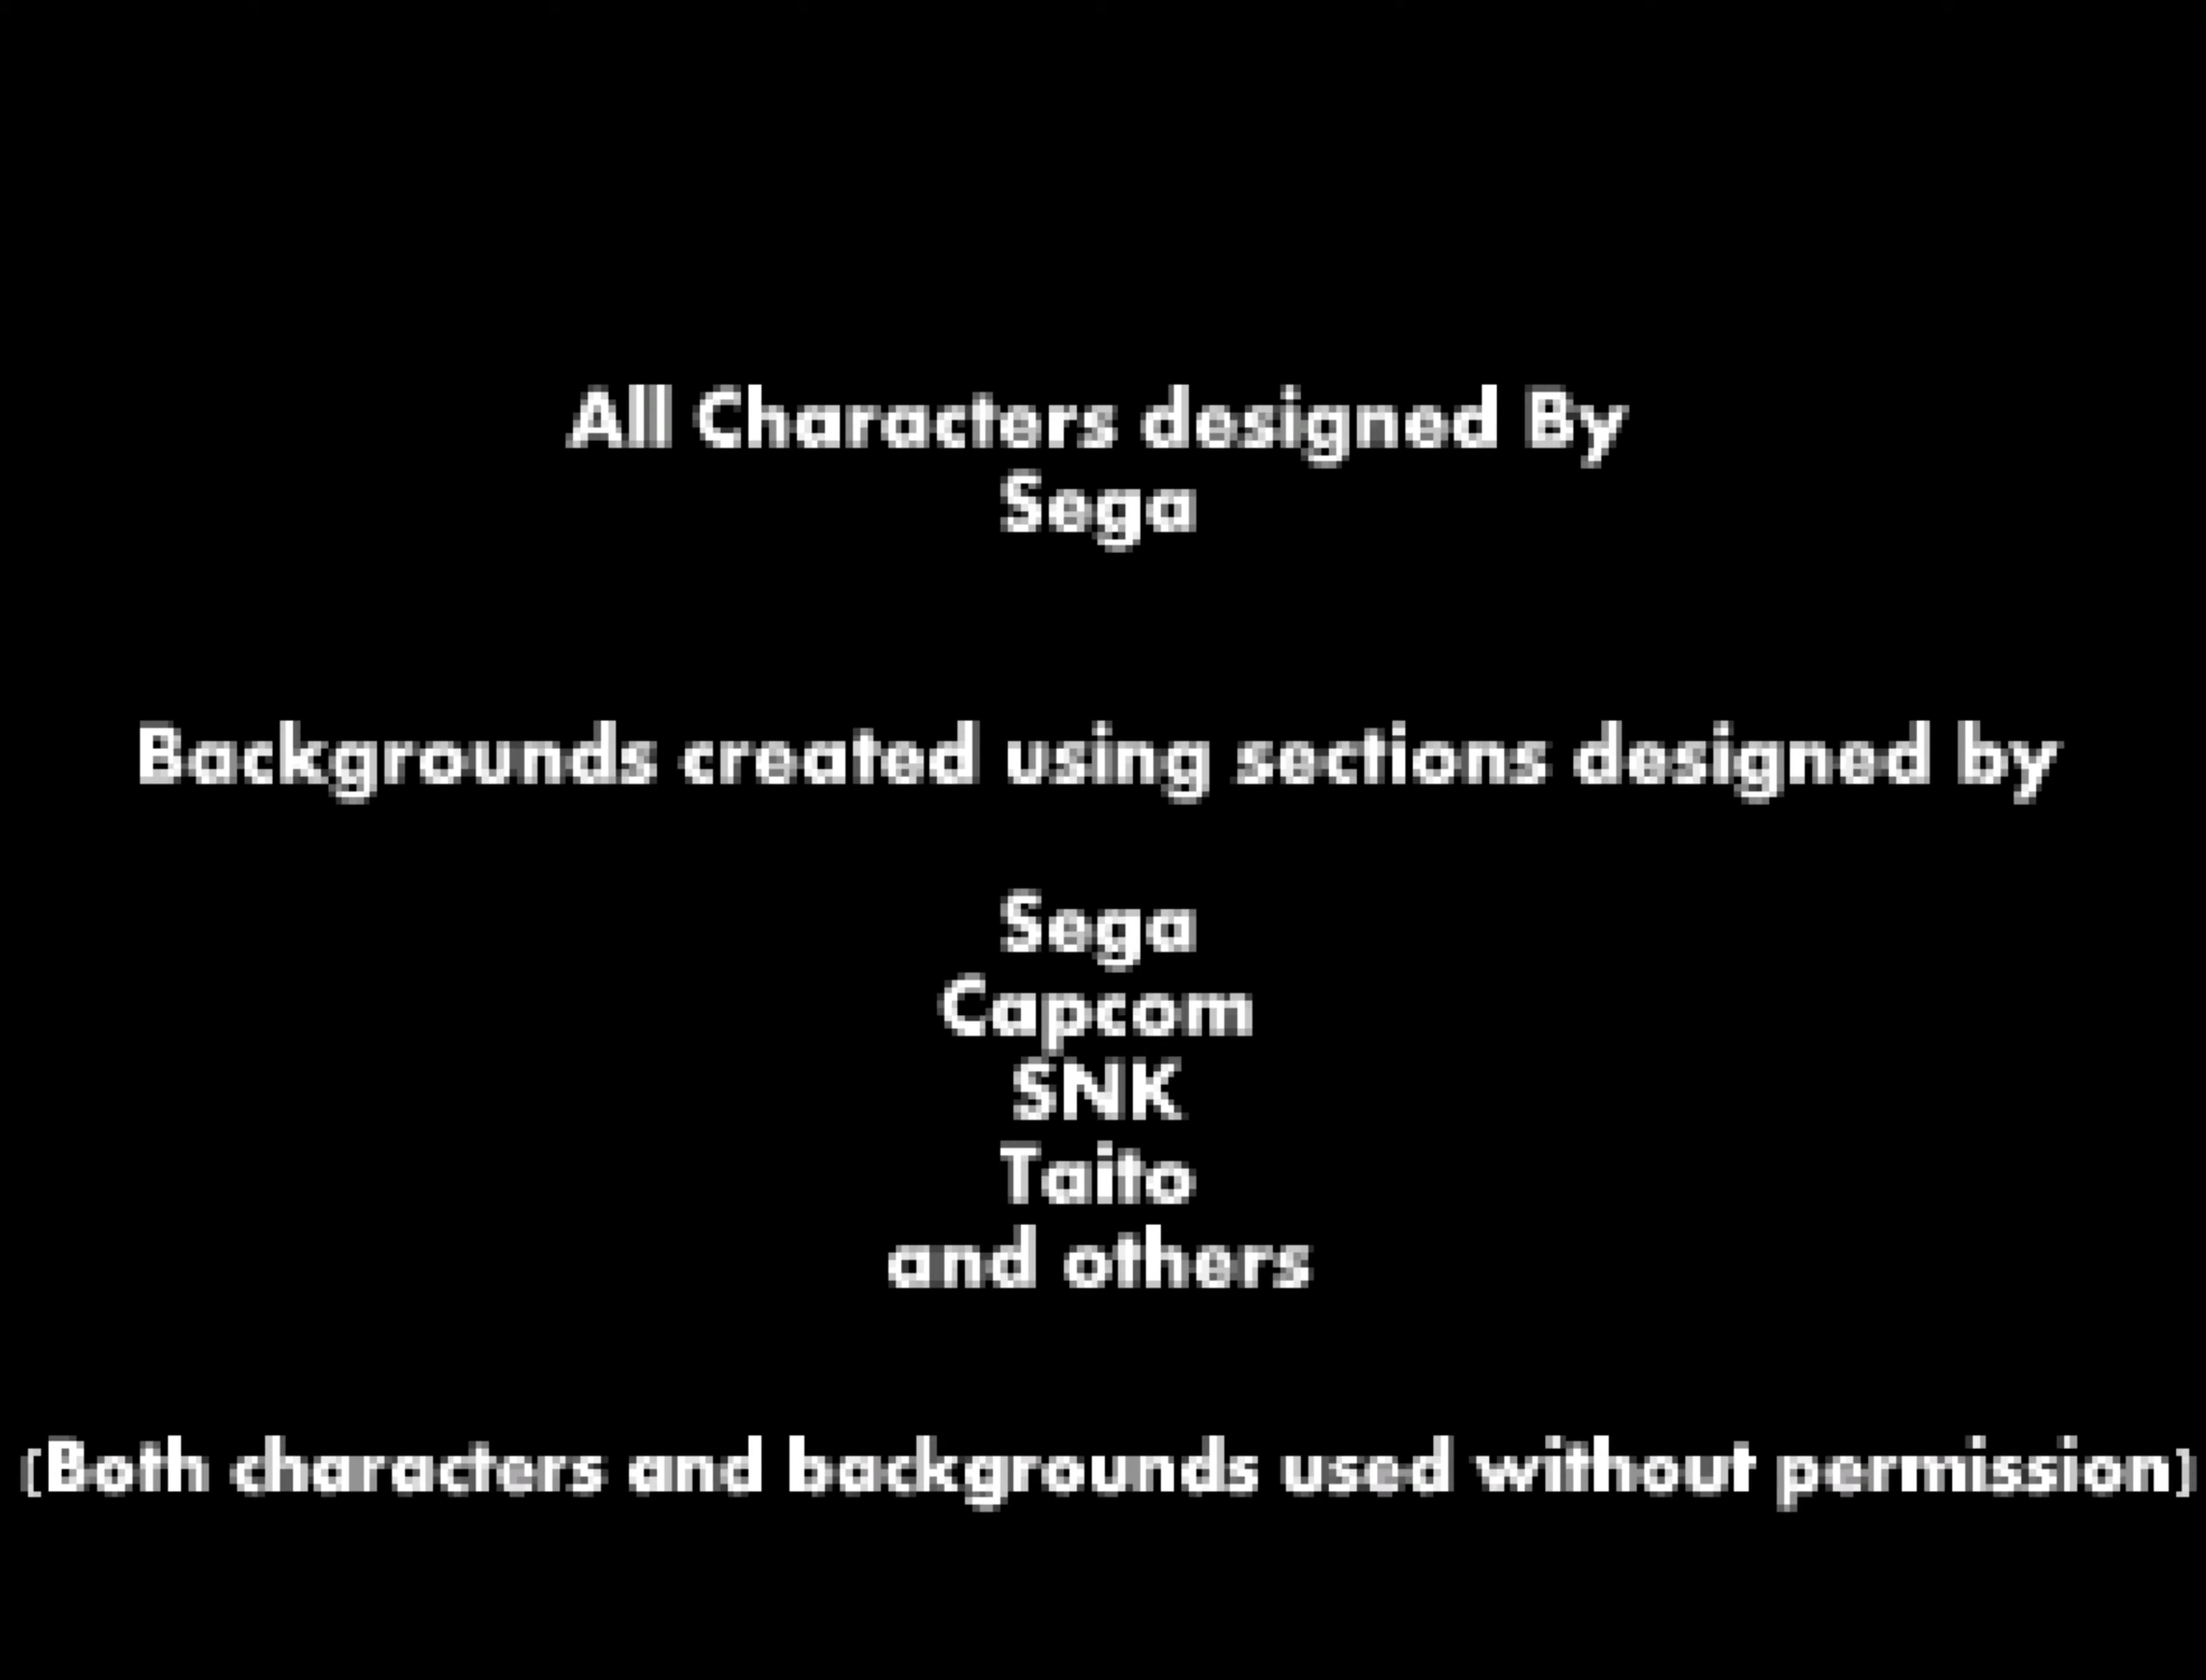 All Characters designed By
Sega
Backgrounds created using sections designed by
Sega
Capcom
SNK
Taito
and others
(Both characters and backgrounds used without permission)